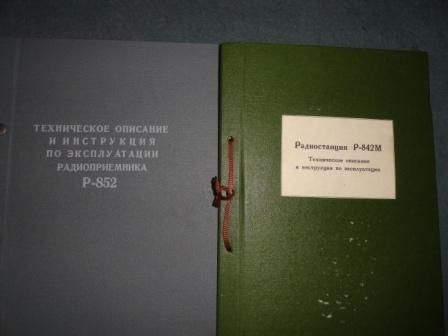 ТЕХНИЧЕСКОЕ ОПИСАНИЕ
И ИНСТРУКЦИЯ
ПО ЭКСПЛУАТАЦИИ
РАДИОПРИЕМНИКА
Р-852
Радиостанция Р-842М
Техническое описание
и инструкция по эксплуатации